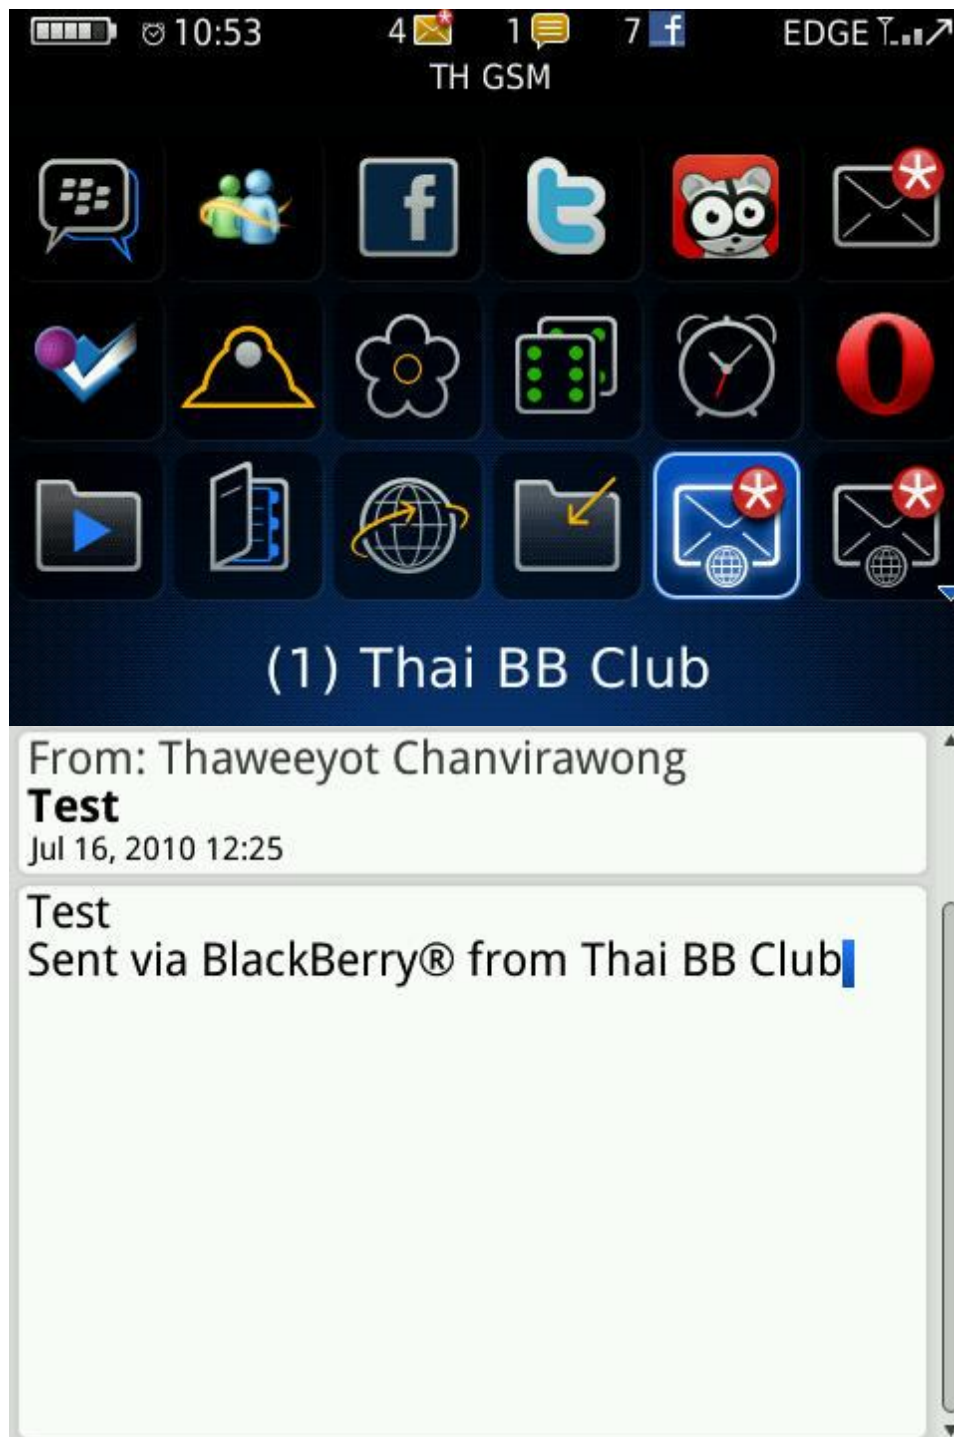 10:53 4 1 7 EDGE
TH GSM
(1) Thai BB Club
From: Thaweeyot Chanvirawong
Test
Jul 16, 2010 12:25
Test
Sent via BlackBerry® from Thai BB Club